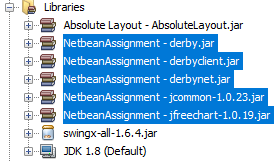 Libraries
Absolute Layout - AbsoluteLayout.jar
NetbeanAssignment - derby.jar
NetbeanAssignment - derbyclient.jar
NetbeanAssignment - derbynet.jar
NetbeanAssignment - jcommon-1.0.23.jar
NetbeanAssignment - jfreechart-1.0.19.jar
swingx-all-1.6.4.jar
JDK 1.8 (Default)